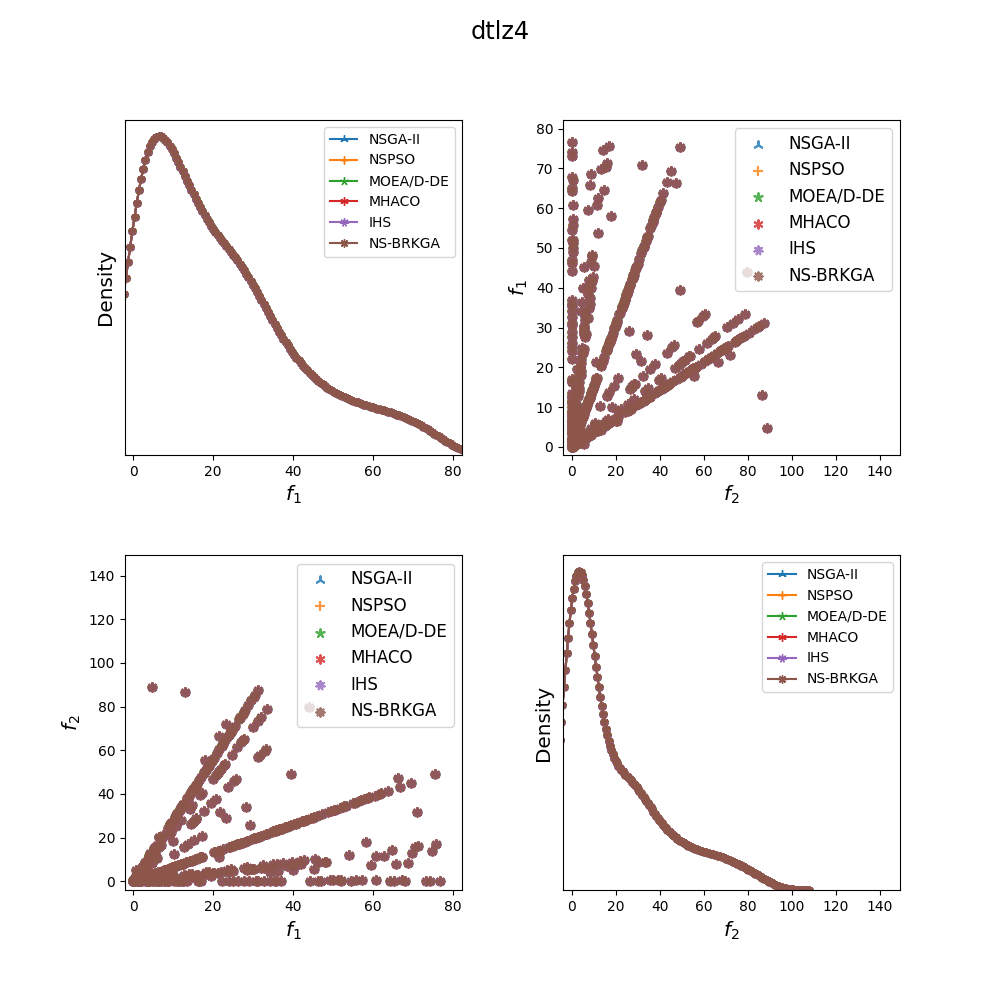 dtlz4
NSGA-II
NSPSO
MOEA/D-DE
MHACO
IHS
NS-BRKGA
Density
0 20 40 60 80
f1
NSGA-II
NSPSO
MOEA/D-DE
MHACO
IHS
NS-BRKGA
80
70
60
50
40
30
20
10
0
f1
0 20 40 60 80 100 120 140
f2
NSGA-II
NSPSO
MOEA/D-DE
MHACO
IHS
NS-BRKGA
140
120
100
80
60
40
20
0
f2
0 20 40 60 80
f1
NSGA-II
NSPSO
MOEA/D-DE
MHACO
IHS
NS-BRKGA
Density
0 20 40 60 80 100 120 140
f2